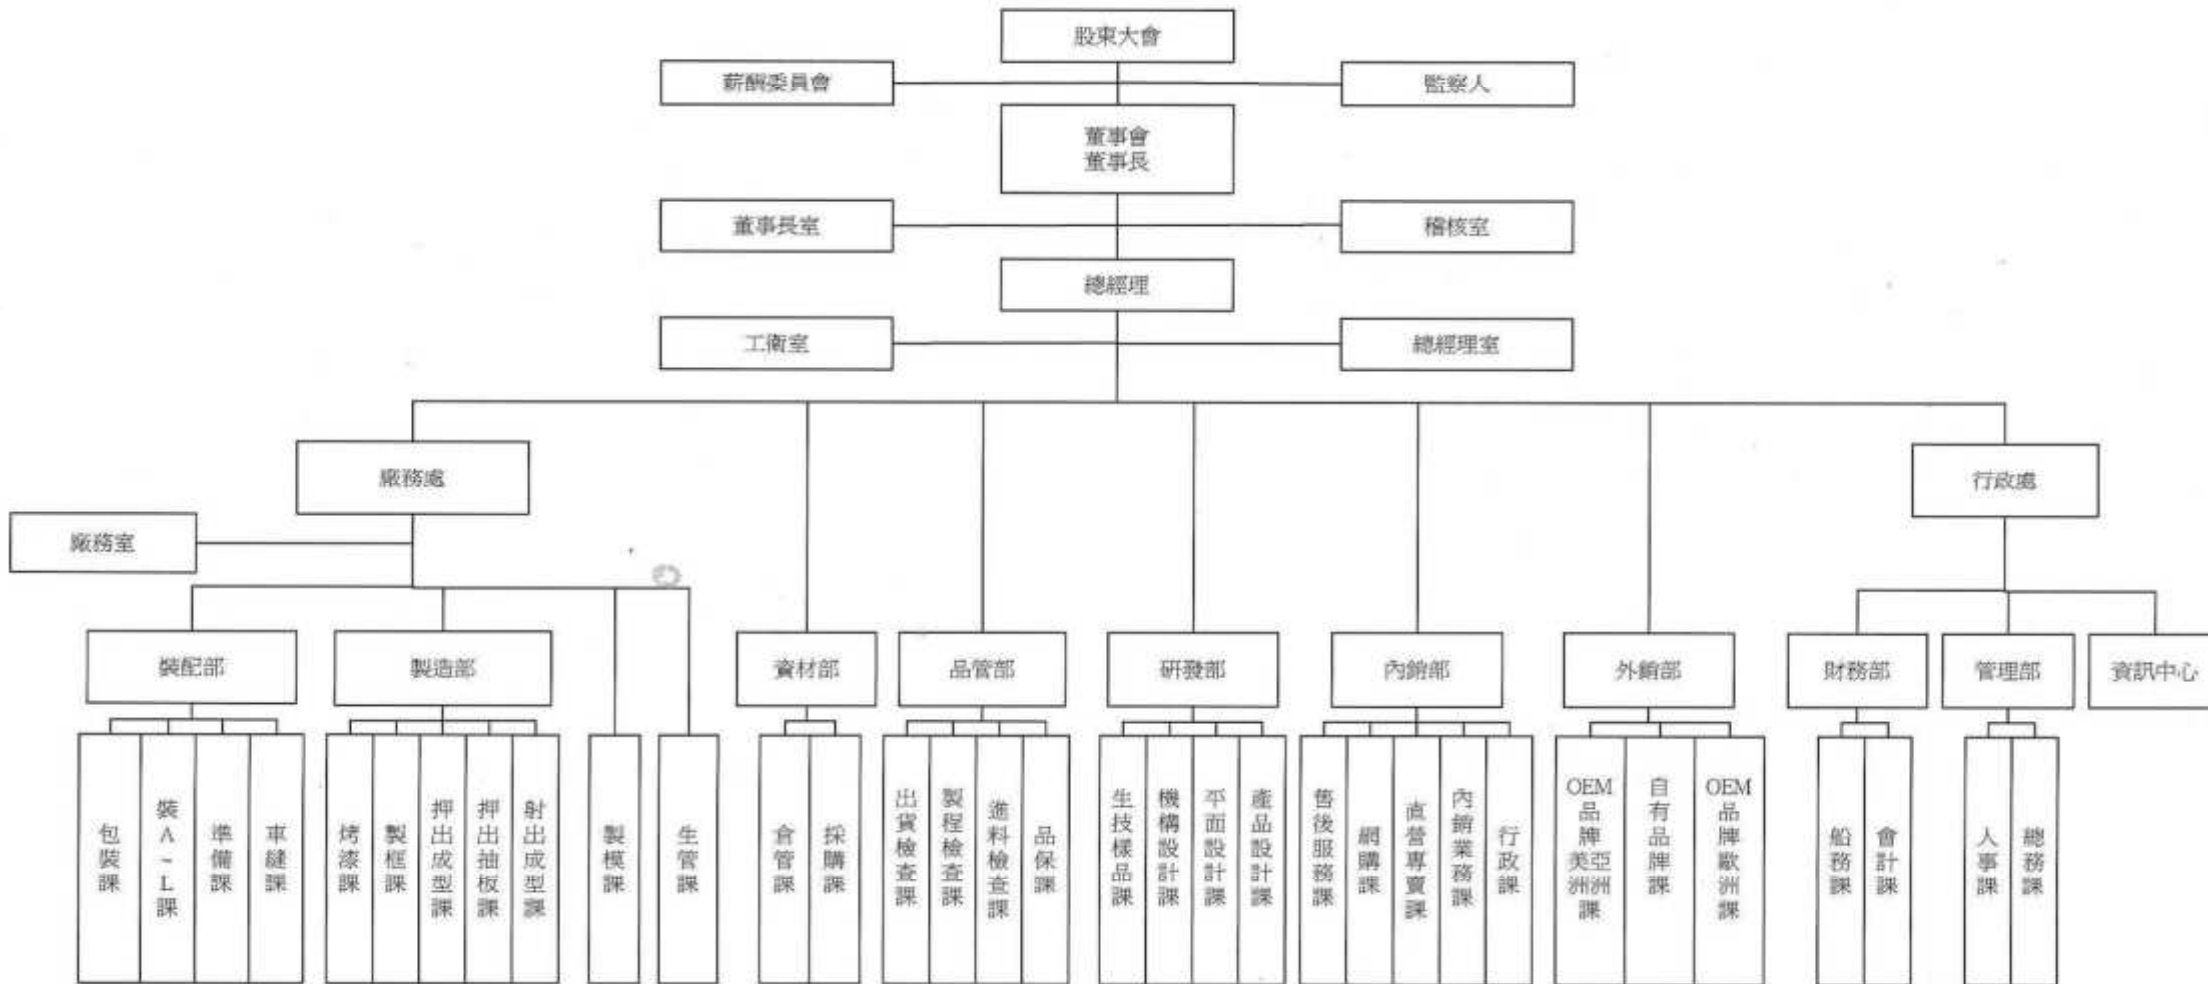 股東大會
薪酬委員會
監察人
董事會
董事長
董事長室
稽核室
總經理
工衛室
總經理室
廠務處
行政處
廠務室
裝配部
製造部
資材部
品管部
研發部
內銷部
外銷部
財務部
管理部
資訊中心
包裝課
裝A~L課
準備課
車縫課
烤漆課
製框課
押出成型課
押出抽板課
射出成型課
製模課
生管課
倉管課
採購課
出貨檢查課
製程檢查課
進料檢查課
品保課
生技樣品課
機構設計課
平面設計課
產品設計課
售後服務課
網購課
直營專賣課
內銷業務課
行政課
OEM品牌美亞洲洲課
自有品牌課
OEM品牌歐洲課
船務課
會計課
人事課
總務課